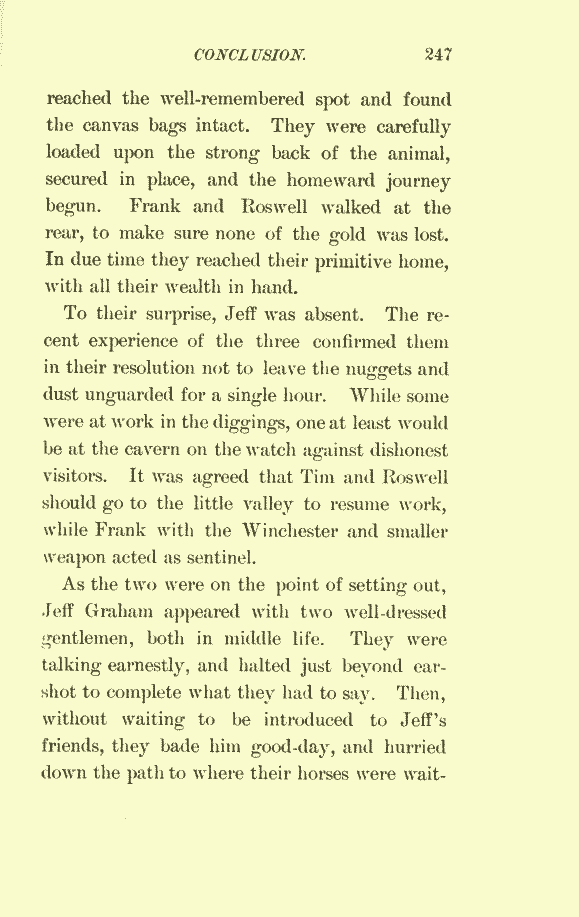 CONCLUSION. 247
reached the well-remembered spot and found
the canvas bags intact. They were carefully
loaded upon the strong back of the animal,
secured in place, and the homeward journey
begun. Frank and Roswell walked at the
rear, to make sure none of the gold was lost.
In due time they reached their primitive home,
with all their wealth in hand.
To their surprise, Jeff was absent. The re-
cent experience of the three confirmed them
in their resolution not to leave the nuggets and
dust unguarded for a single hour. While some
were at work in the diggings, one at least would
be at the cavern on the watch against dishonest
visitors. It was agreed that Tim and Roswell
should go to the little valley to resume work,
while Frank with the Winchester and smaller
weapon acted as sentinel.
As the two were on the point of setting out,
Jeff Graham appeared with two well-dressed
gentlemen, both in middle life. They were
talking earnestly, and halted just beyond ear-
shot to complete what they had to say. Then,
without waiting to be introduced to Jeff's
friends, they bade him good-day, and hurried
down the path to where their horses were wait-